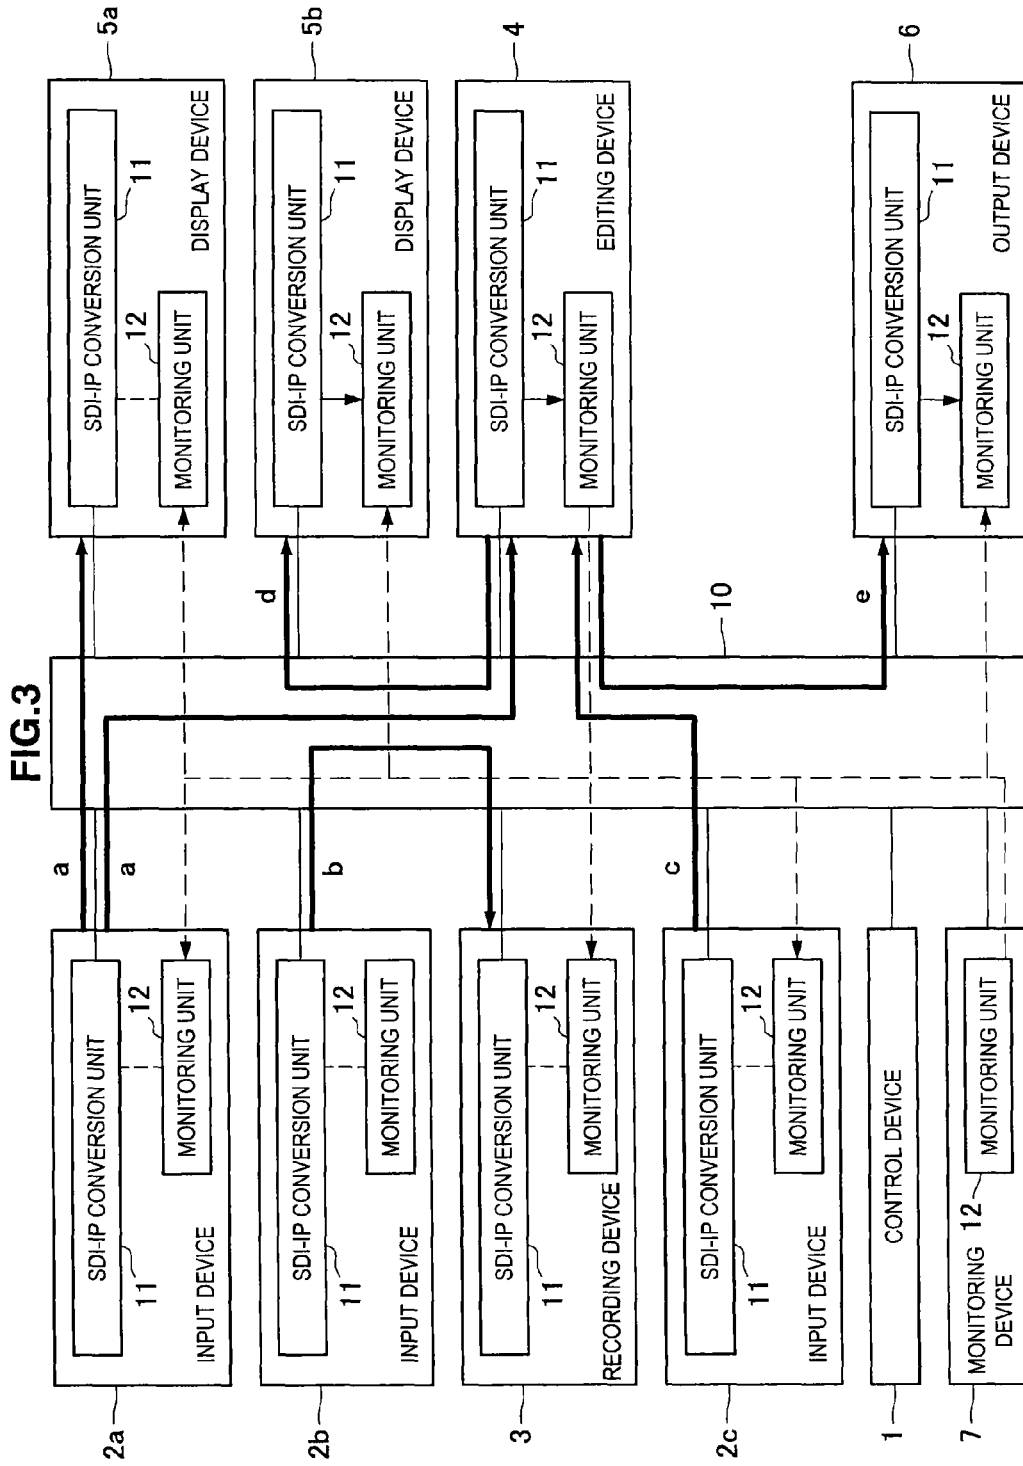 FIG.3
5a
SDI-IP CONVERSION UNIT
11
12
MONITORING UNIT
DISPLAY DEVICE
5b
SDI-IP CONVERSION UNIT
11
12
MONITORING UNIT
DISPLAY DEVICE
4
SDI-IP CONVERSION UNIT
11
12
MONITORING UNIT
EDITING DEVICE
6
SDI-IP CONVERSION UNIT
11
12
MONITORING UNIT
OUTPUT DEVICE
d
e
10
a
a
b
c
2a
SDI-IP CONVERSION UNIT
11
12
MONITORING UNIT
INPUT DEVICE
2b
SDI-IP CONVERSION UNIT
11
12
MONITORING UNIT
INPUT DEVICE
3
SDI-IP CONVERSION UNIT
11
12
MONITORING UNIT
RECORDING DEVICE
2c
SDI-IP CONVERSION UNIT
11
12
MONITORING UNIT
INPUT DEVICE
1
CONTROL DEVICE
7
MONITORING
DEVICE
12
MONITORING UNIT